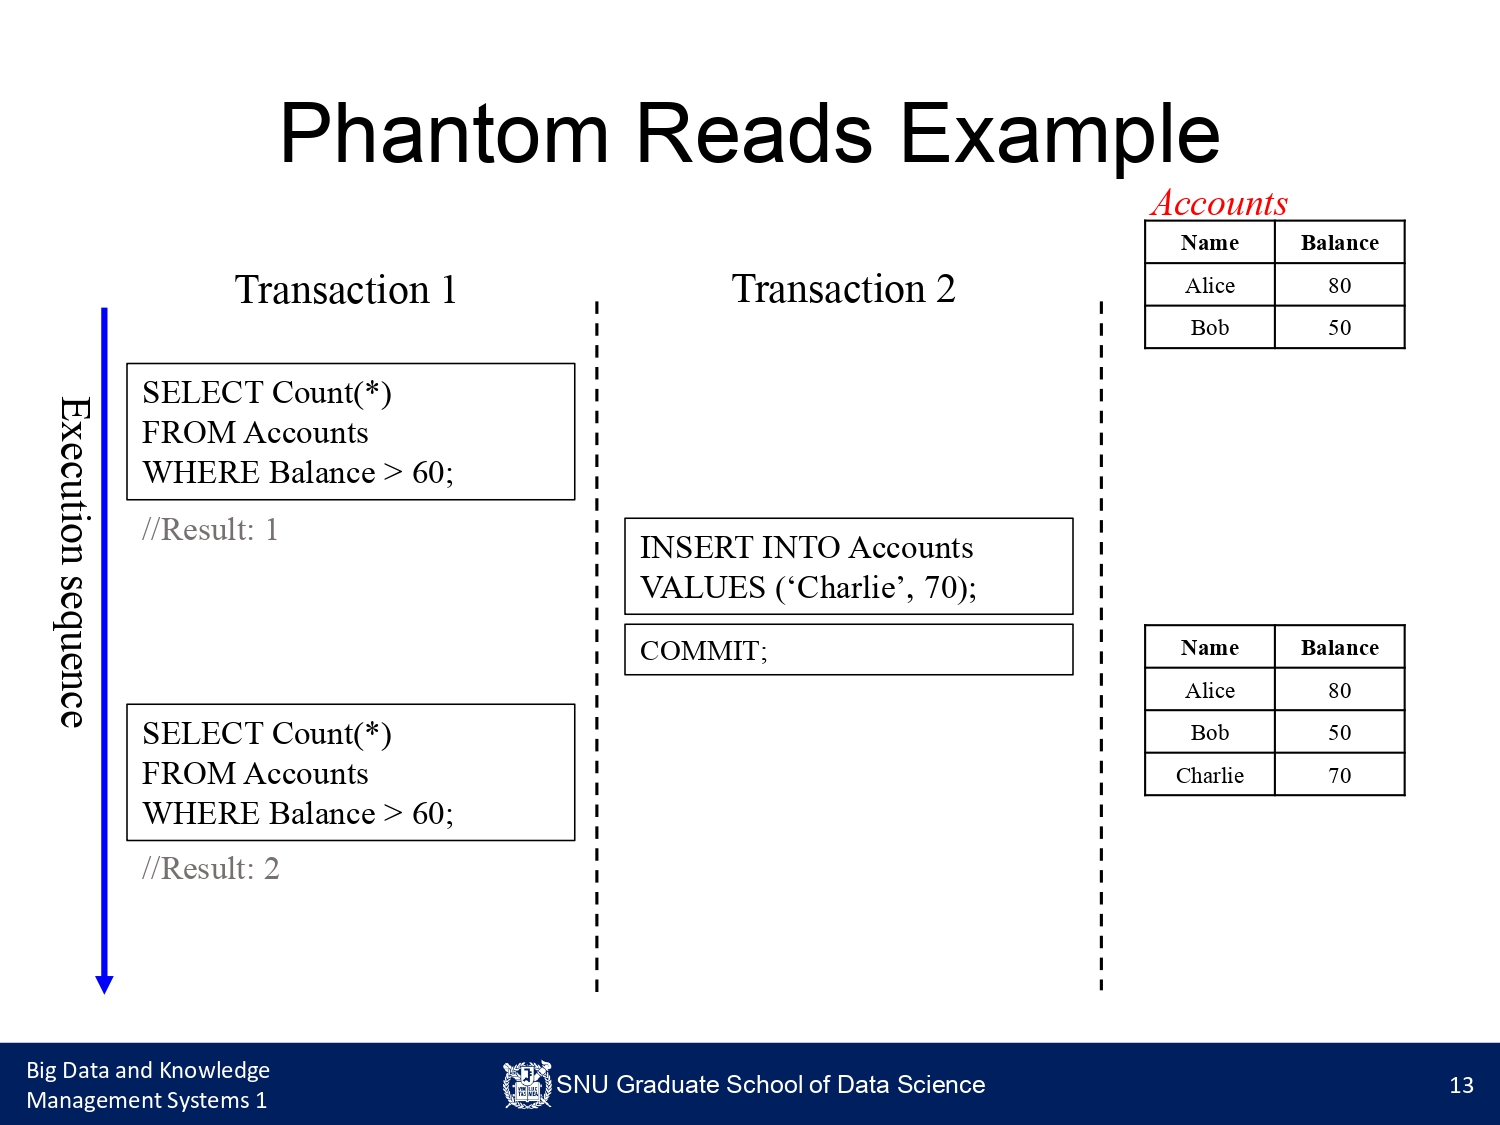 Phantom Reads Example
Accounts
Name Balance
Alice 80
Bob 50
Transaction 1
Transaction 2
Execution sequence
SELECT Count(*)
FROM Accounts
WHERE Balance > 60;
//Result: 1
INSERT INTO Accounts
VALUES (‘Charlie’, 70);
COMMIT;
Name Balance
Alice 80
Bob 50
Charlie 70
SELECT Count(*)
FROM Accounts
WHERE Balance > 60;
//Result: 2
Big Data and Knowledge
Management Systems 1
SNU Graduate School of Data Science
13